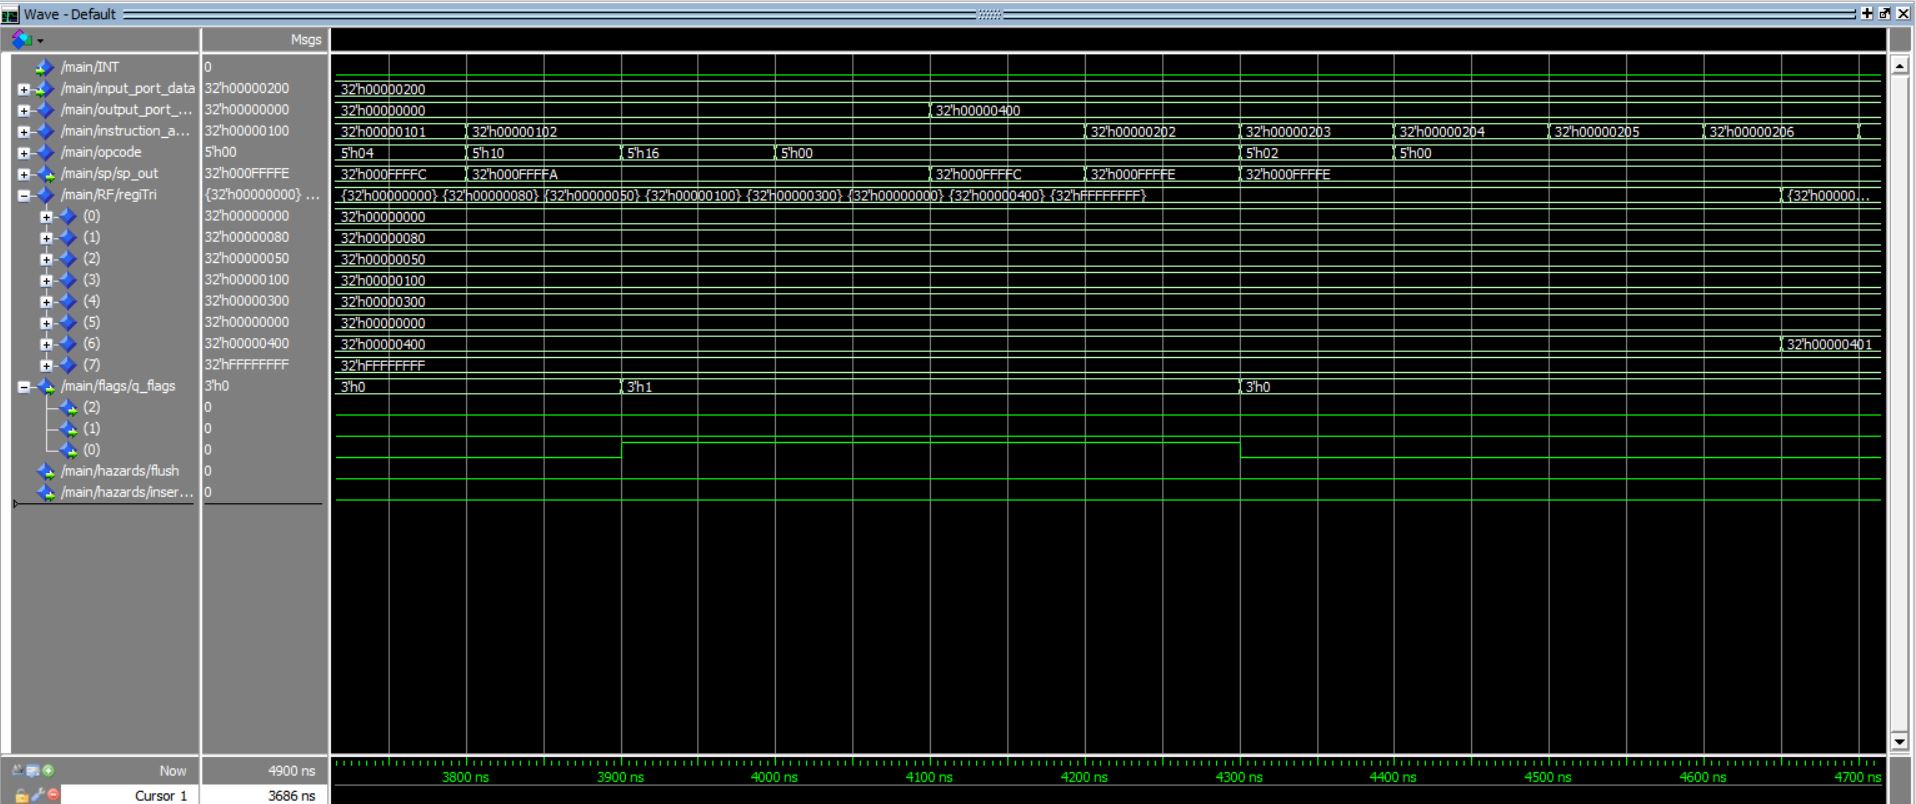 Wave - Default
Msgs
/main/INT 0
/main/input_port_data 32'h00000200 32'h00000200
/main/output_port_... 32'h00000000 32'h00000000 32'h00000400
/main/instruction_a... 32'h00000100 32'h00000101 32'h00000102 32'h00000202 32'h00000203 32'h00000204 32'h00000205 32'h00000206
/main/opcode 5'h00 5'h04 5'h10 5'h16 5'h00 5'h02 5'h00
/main/sp/sp_out 32'h000FFFFE 32'h000FFFFC 32'h000FFFFA 32'h000FFFFC 32'h000FFFFE 32'h000FFFFE
/main/RF/regiTri {32'h00000000} ... {32'h00000000} {32'h00000080} {32'h00000050} {32'h00000100} {32'h00000300} {32'h00000000} {32'h00000400} {32'hFFFFFFFF} {32'h00000...
(0) 32'h00000000 32'h00000000
(1) 32'h00000080 32'h00000080
(2) 32'h00000050 32'h00000050
(3) 32'h00000100 32'h00000100
(4) 32'h00000300 32'h00000300
(5) 32'h00000000 32'h00000000
(6) 32'h00000400 32'h00000400 32'h00000401
(7) 32'hFFFFFFFF 32'hFFFFFFFF
/main/flags/q_flags 3'h0 3'h0 3'h1 3'h0
(2) 0
(1) 0
(0) 0
/main/hazards/flush 0
/main/hazards/inser... 0
Now 4900 ns 3800 ns 3900 ns 4000 ns 4100 ns 4200 ns 4300 ns 4400 ns 4500 ns 4600 ns 4700 ns
Cursor 1 3686 ns